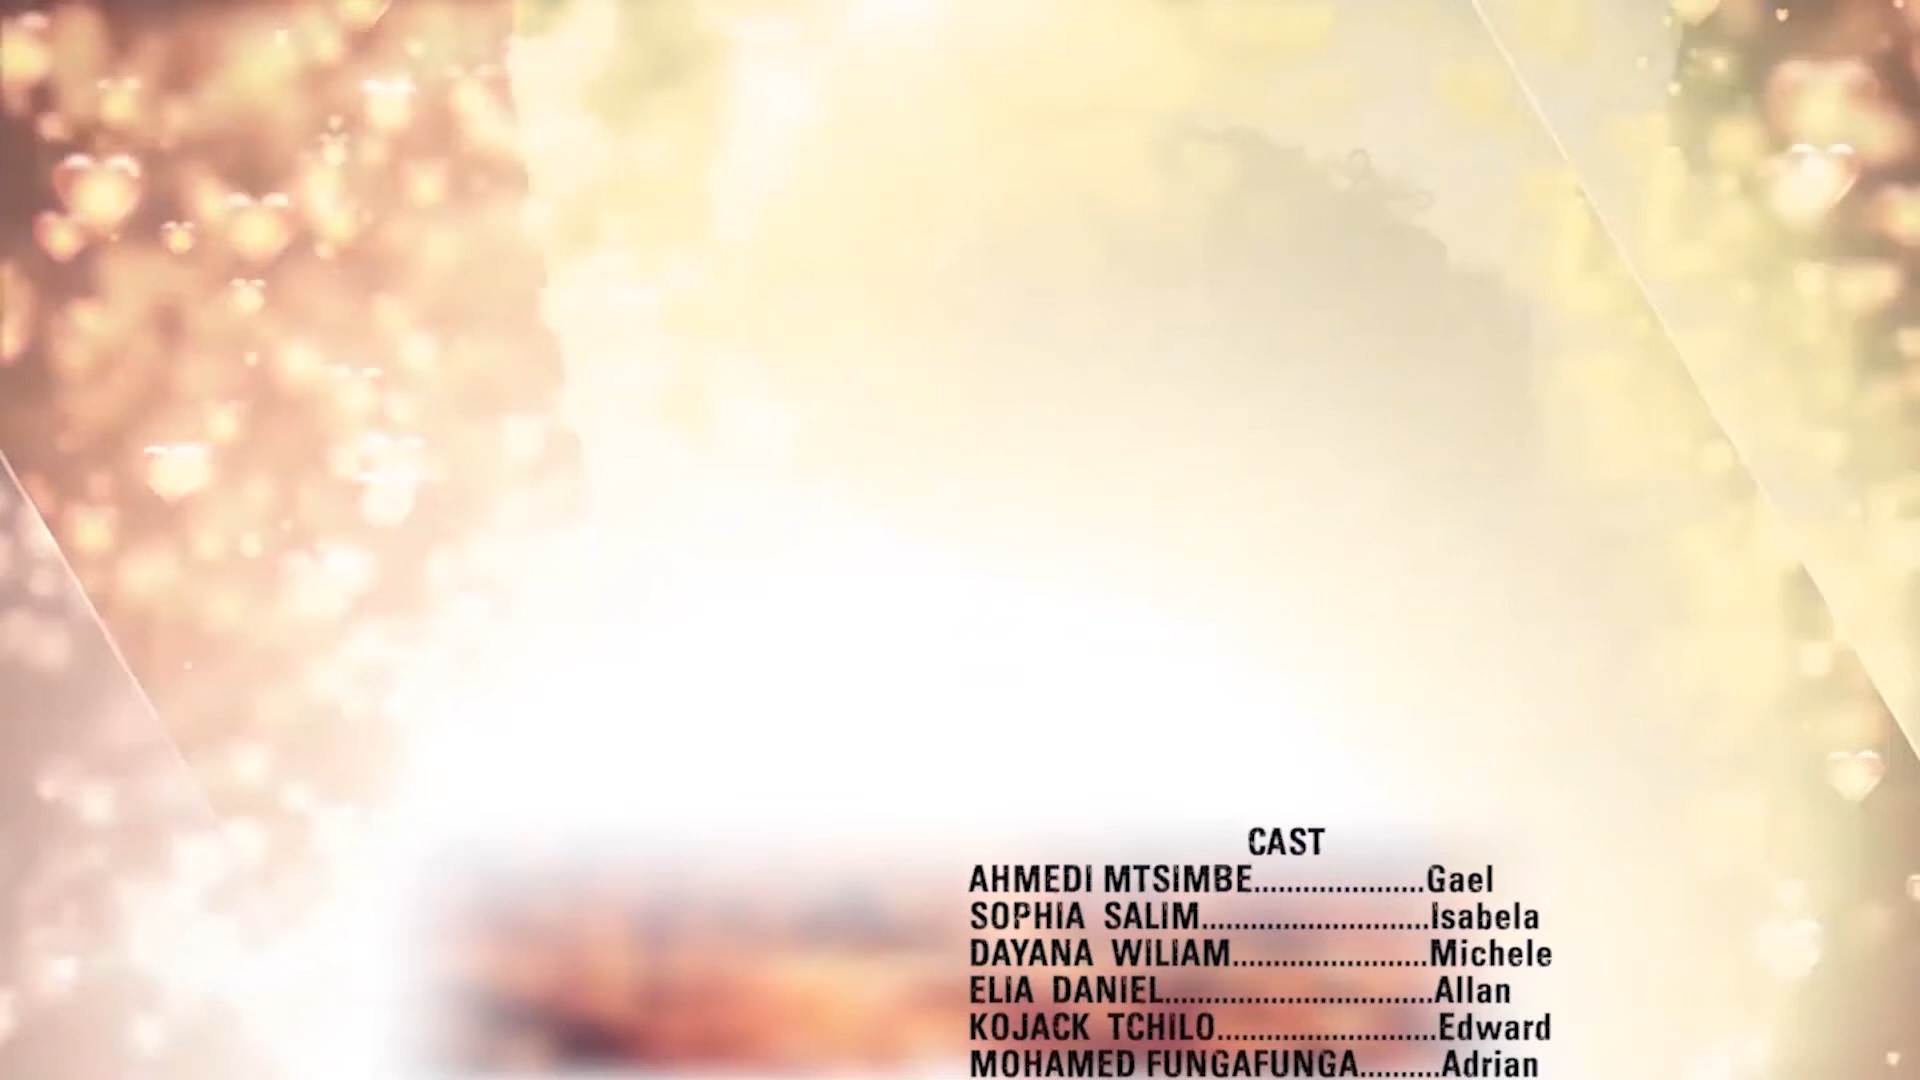 CAST
AHMEDI MTSIMBE.....................Gael
SOPHIA SALIM............................Isabela
DAYANA WILIAM........................Michele
ELIA DANIEL.................................Allan
KOJACK TCHILO...........................Edward
MOHAMED FUNGAFUNGA..........Adrian